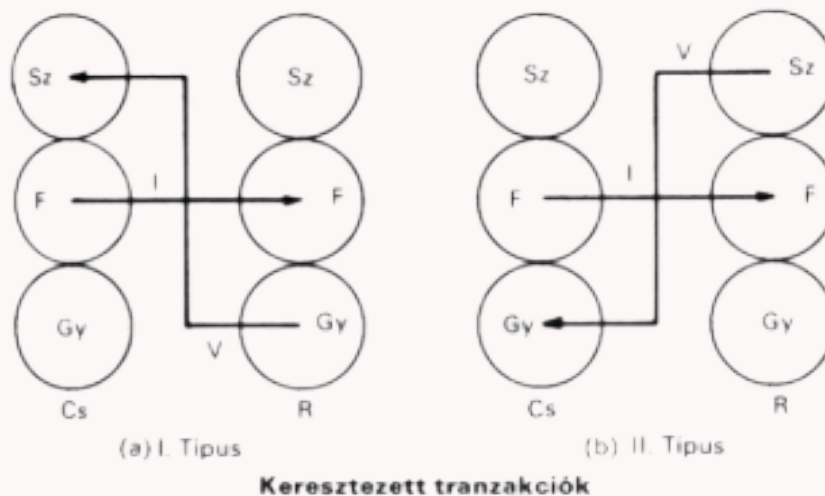 Sz Sz V Sz Sz
F I F F I F
Gy V Gy Gy Gy
Cs R Cs R
(a) I. Tipus (b) II. Tipus
Keresztezett tranzakciók